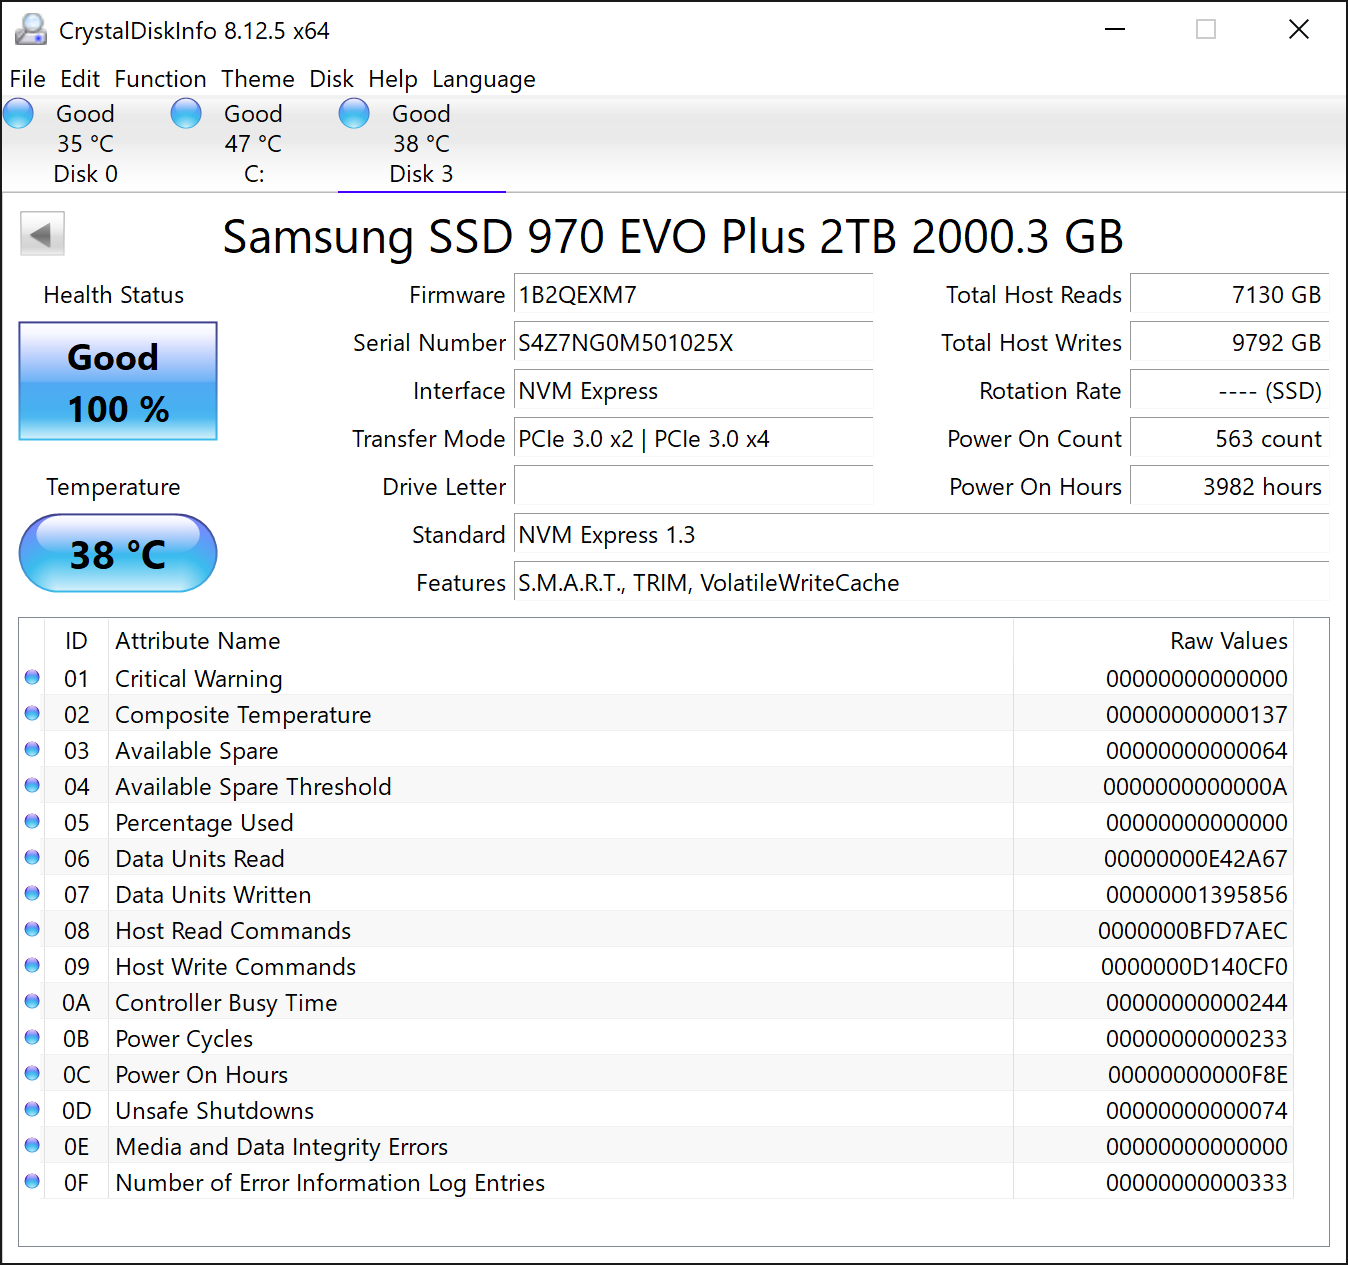 CrystalDiskInfo 8.12.5 x64
File Edit Function Theme Disk Help Language
Good Good Good
35 °C 47 °C 38 °C
Disk 0 C: Disk 3
Samsung SSD 970 EVO Plus 2TB 2000.3 GB
Health Status
Good
100 %
Temperature
38 °C
Firmware 1B2QEXM7
Serial Number S4Z7NG0M501025X
Interface NVM Express
Transfer Mode PCIe 3.0 x2 | PCIe 3.0 x4
Drive Letter
Standard NVM Express 1.3
Features S.M.A.R.T., TRIM, VolatileWriteCache
Total Host Reads 7130 GB
Total Host Writes 9792 GB
Rotation Rate ---- (SSD)
Power On Count 563 count
Power On Hours 3982 hours
ID Attribute Name Raw Values
01 Critical Warning 00000000000000
02 Composite Temperature 00000000000137
03 Available Spare 00000000000064
04 Available Spare Threshold 0000000000000A
05 Percentage Used 00000000000000
06 Data Units Read 00000000E42A67
07 Data Units Written 00000001395856
08 Host Read Commands 0000000BFD7AEC
09 Host Write Commands 0000000D140CF0
0A Controller Busy Time 00000000000244
0B Power Cycles 00000000000233
0C Power On Hours 00000000000F8E
0D Unsafe Shutdowns 00000000000074
0E Media and Data Integrity Errors 00000000000000
0F Number of Error Information Log Entries 00000000000333